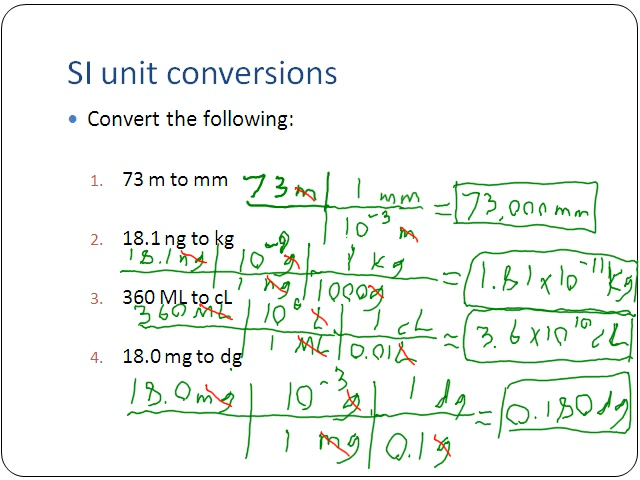 SI unit conversions
• Convert the following:
1. 73 m to mm
73 m | 1 mm
10⁻³ m
= 73,000 mm
2. 18.1 ng to kg
18.1 ng | 10⁻⁹ g | 1 kg
1 ng | 1000 g
= 1.81 x 10⁻¹¹ kg
3. 360 ML to cL
360 ML | 10⁶ L | 1 cL
1 ML | 0.01 L
= 3.6 x 10¹⁰ cL
4. 18.0 mg to dg
18.0 mg | 10⁻³ g | 1 dg
1 mg | 0.1 g
= 0.180 dg